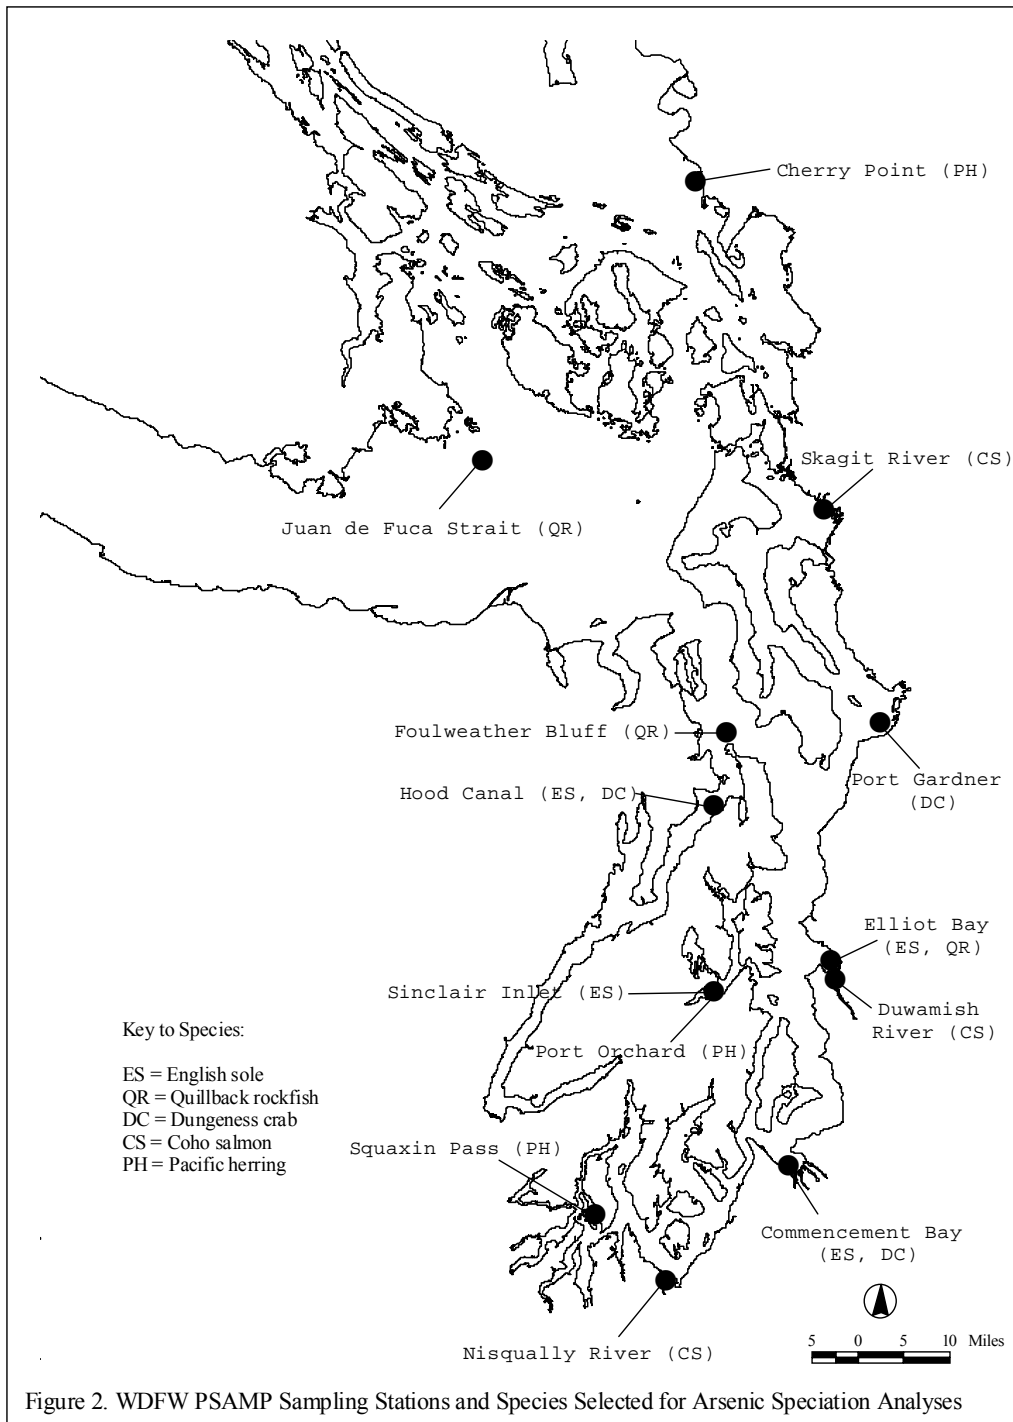 Cherry Point (PH)
Skagit River (CS)
Juan de Fuca Strait (QR)
Foulweather Bluff (QR)
Port Gardner
(DC)
Hood Canal (ES, DC)
Elliot Bay
(ES, QR)
Sinclair Inlet (ES)
Duwamish
River (CS)
Port Orchard (PH)
Key to Species:
ES = English sole
QR = Quillback rockfish
DC = Dungeness crab
CS = Coho salmon
PH = Pacific herring
Squaxin Pass (PH)
Commencement Bay
(ES, DC)
Nisqually River (CS)
5 0 5 10 Miles
Figure 2. WDFW PSAMP Sampling Stations and Species Selected for Arsenic Speciation Analyses